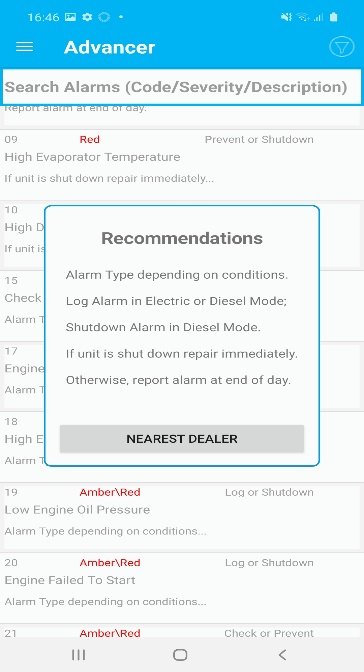 16:46
Advancer
Search Alarms (Code/Severity/Description)
Report alarm at end of day.
09 Red Prevent or Shutdown
High Evaporator Temperature
If unit is shut down repair immediately...
10
High D
If unit is
15
Check
Alarm T
17
Engine
Alarm T
18
High E
Alarm T
Recommendations
Alarm Type depending on conditions.
Log Alarm in Electric or Diesel Mode;
Shutdown Alarm in Diesel Mode.
If unit is shut down repair immediately.
Otherwise, report alarm at end of day.
NEAREST DEALER
19 Amber\Red Log or Shutdown
Low Engine Oil Pressure
Alarm Type depending on conditions...
20 Amber\Red Log or Shutdown
Engine Failed To Start
Alarm Type depending on conditions...
21 Amber\Red Check or Prevent